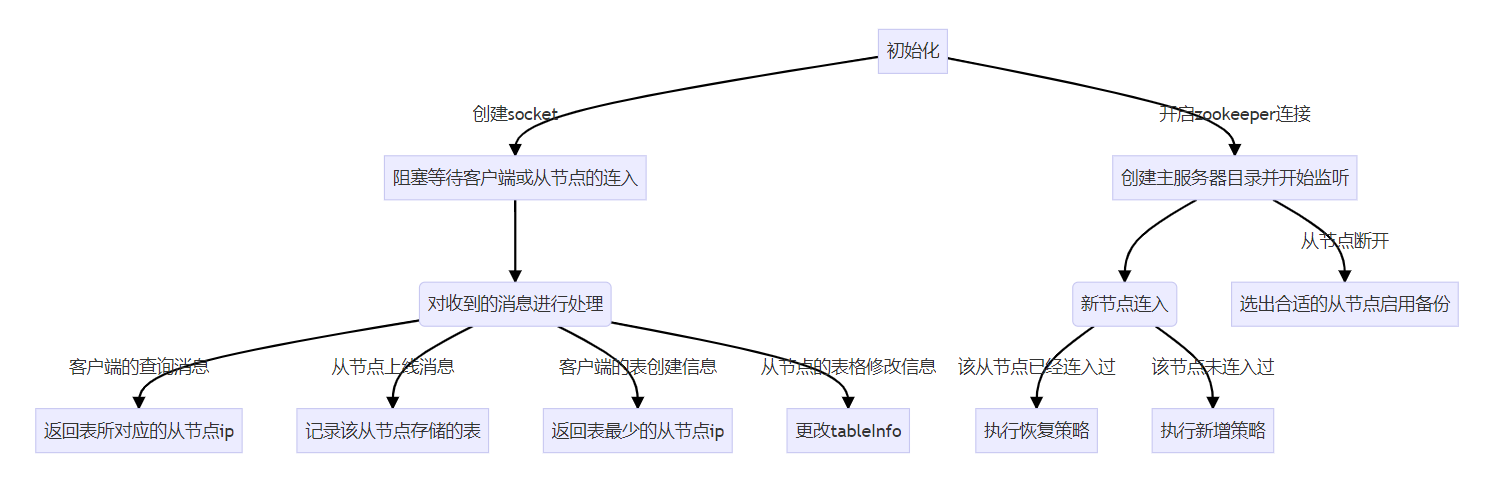 初始化
创建socket
开启zookeeper连接
阻塞等待客户端或从节点的连入
创建主服务器目录并开始监听
从节点断开
对收到的消息进行处理
新节点连入
选出合适的从节点启用备份
客户端的查询消息
从节点上线消息
客户端的表创建信息
从节点的表格修改信息
该从节点已经连入过
该节点未连入过
返回表所对应的从节点ip
记录该从节点存储的表
返回表最少的从节点ip
更改tableInfo
执行恢复策略
执行新增策略